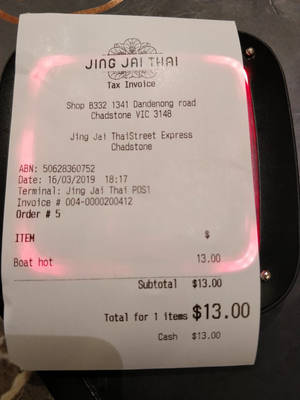 JING JAI THAI
Tax Invoice
Shop B332 1341 Dandenong road
Chadstone VIC 3148
Jing Jai ThaiStreet Express
Chadstone
ABN: 50628360752
Date: 16/03/2019 18:17
Terminal: Jing Jai Thai POS1
Invoice # 004-0000200412
Order # 5
ITEM $
Boat hot 13.00
Subtotal $13.00
Total for 1 items $13.00
Cash $13.00